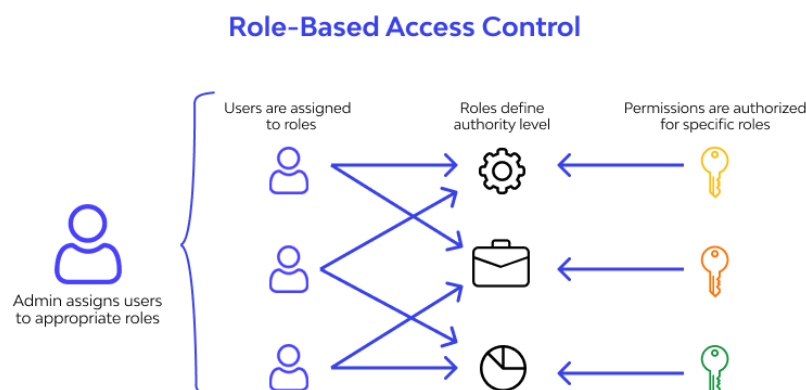 Role-Based Access Control
Users are assigned
to roles
Roles define
authority level
Permissions are authorized
for specific roles
Admin assigns users
to appropriate roles